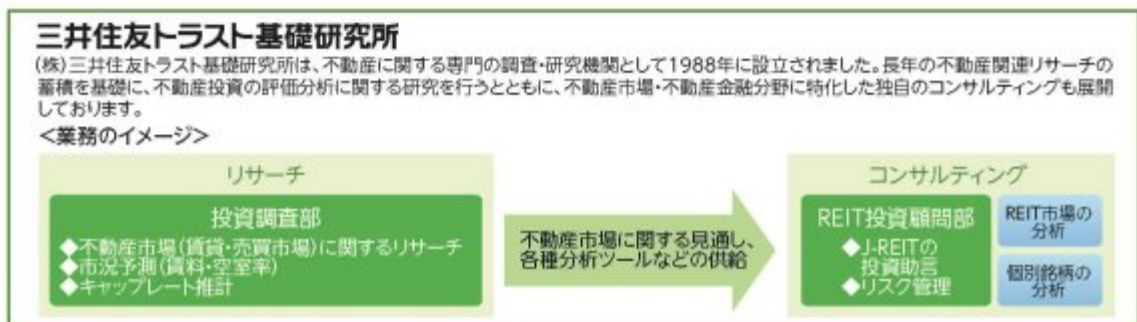 三井住友トラスト基礎研究所
(株)三井住友トラスト基礎研究所は、不動産に関する専門の調査・研究機関として1988年に設立されました。長年の不動産関連リサーチの
蓄積を基礎に、不動産投資の評価分析に関する研究を行うとともに、不動産市場・不動産金融分野に特化した独自のコンサルティングも展開
しております。
<業務のイメージ>
リサーチ
投資調査部
◆不動産市場(賃貸・売買市場)に関するリサーチ
◆市況予測(賃料・空室率)
◆キャップレート推計
不動産市場に関する見通し、
各種分析ツールなどの供給
コンサルティング
REIT投資顧問部
◆J-REITの
投資助言
◆リスク管理
REIT市場の
分析
個別銘柄の
分析